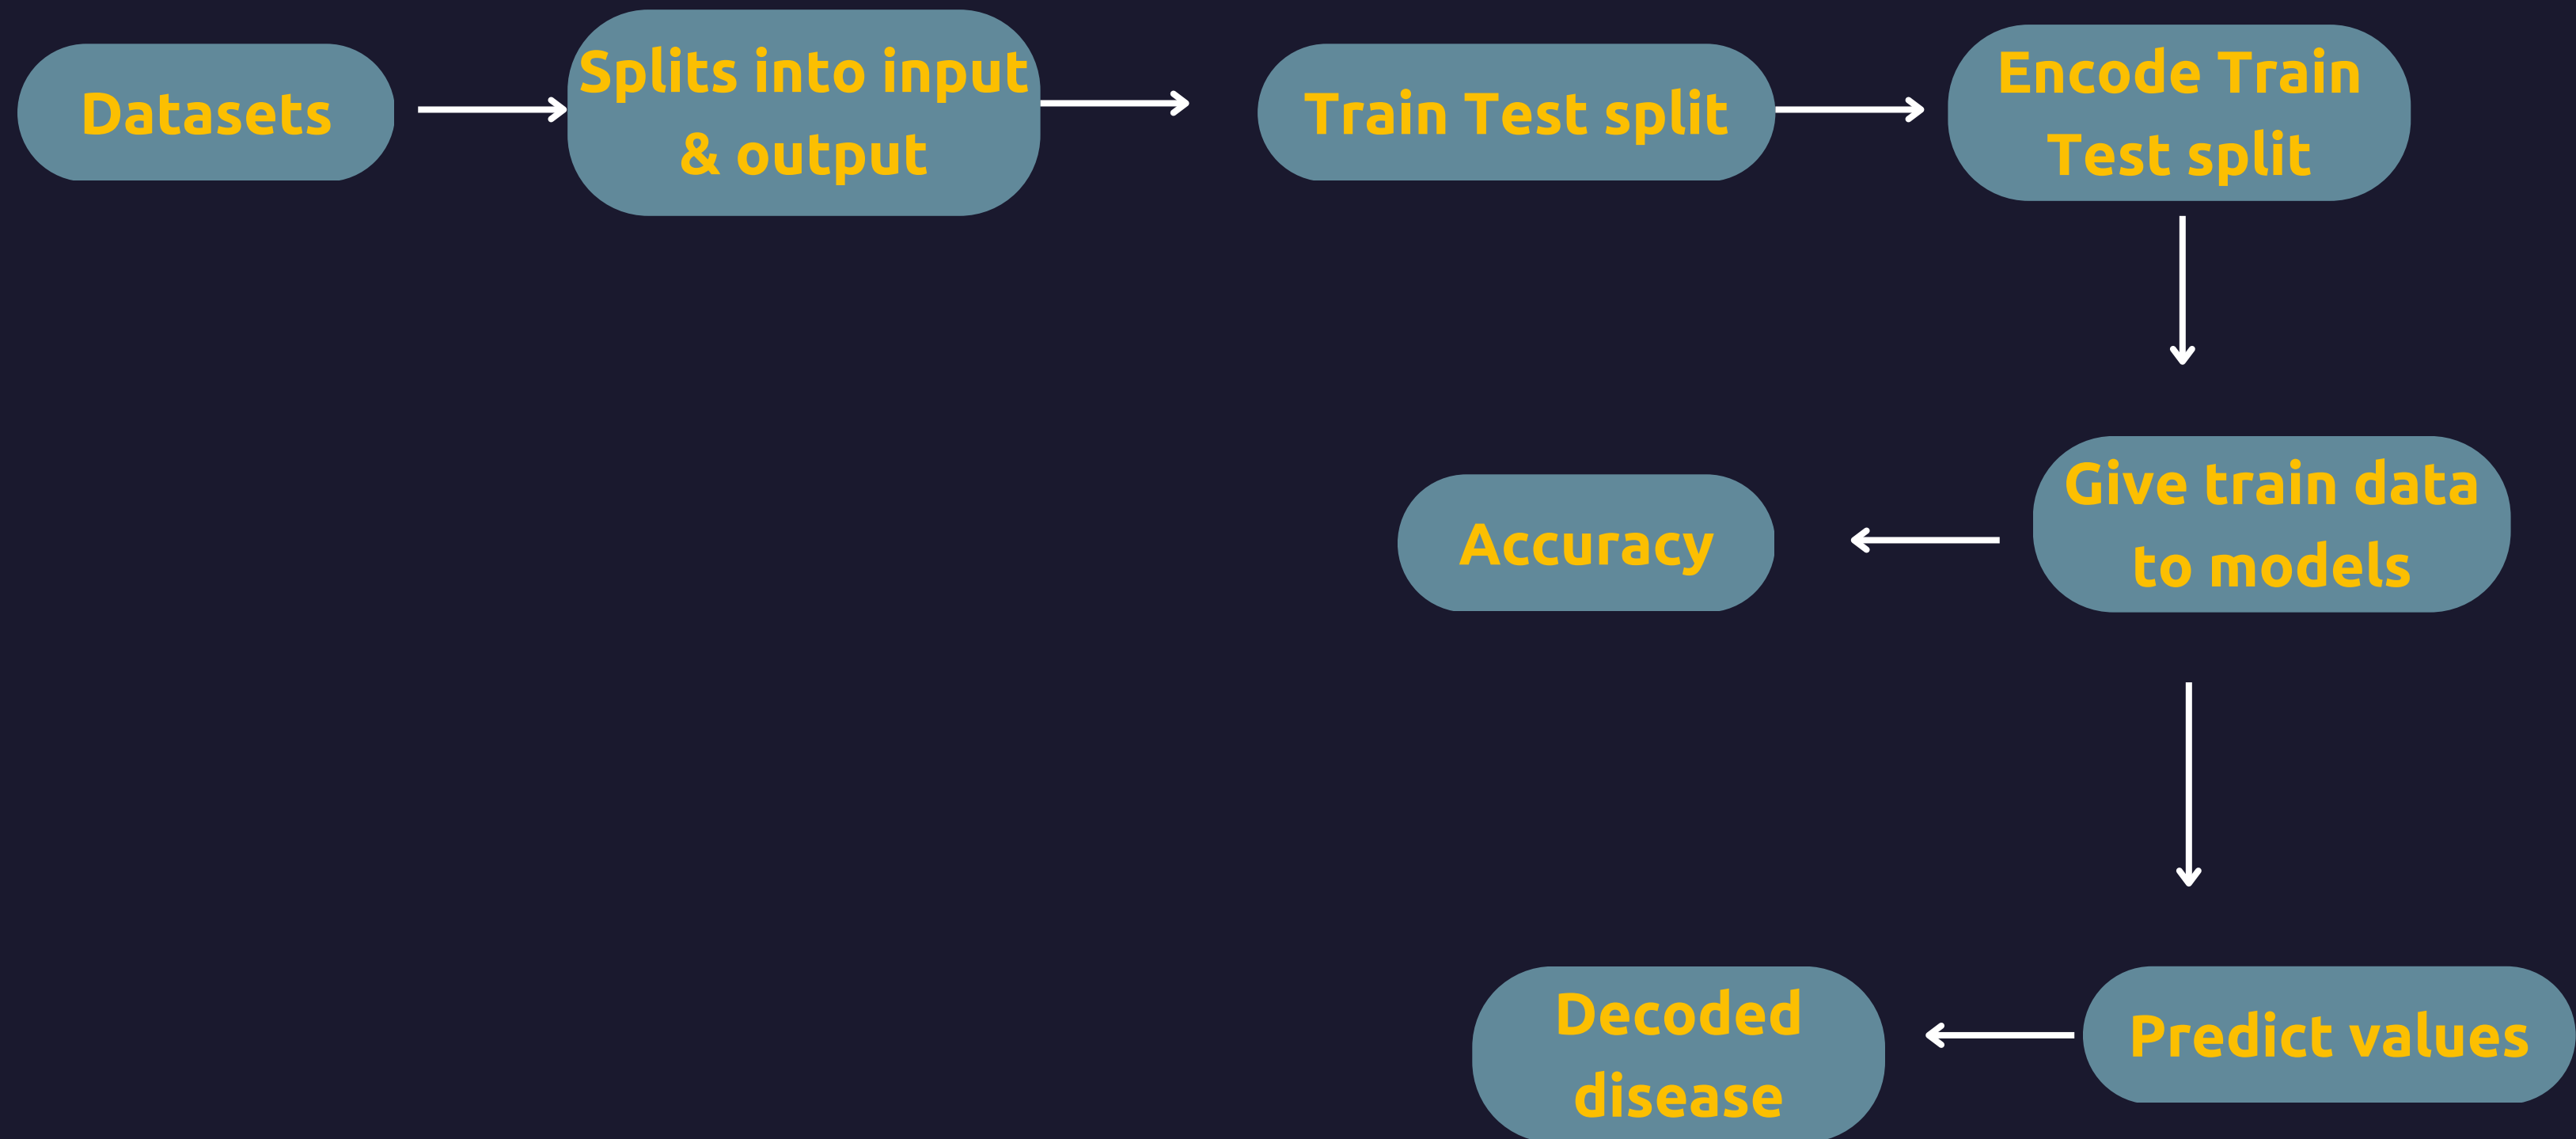 Datasets
Splits into input
& output
Train Test split
Encode Train
Test split
Give train data
to models
Accuracy
Predict values
Decoded
disease